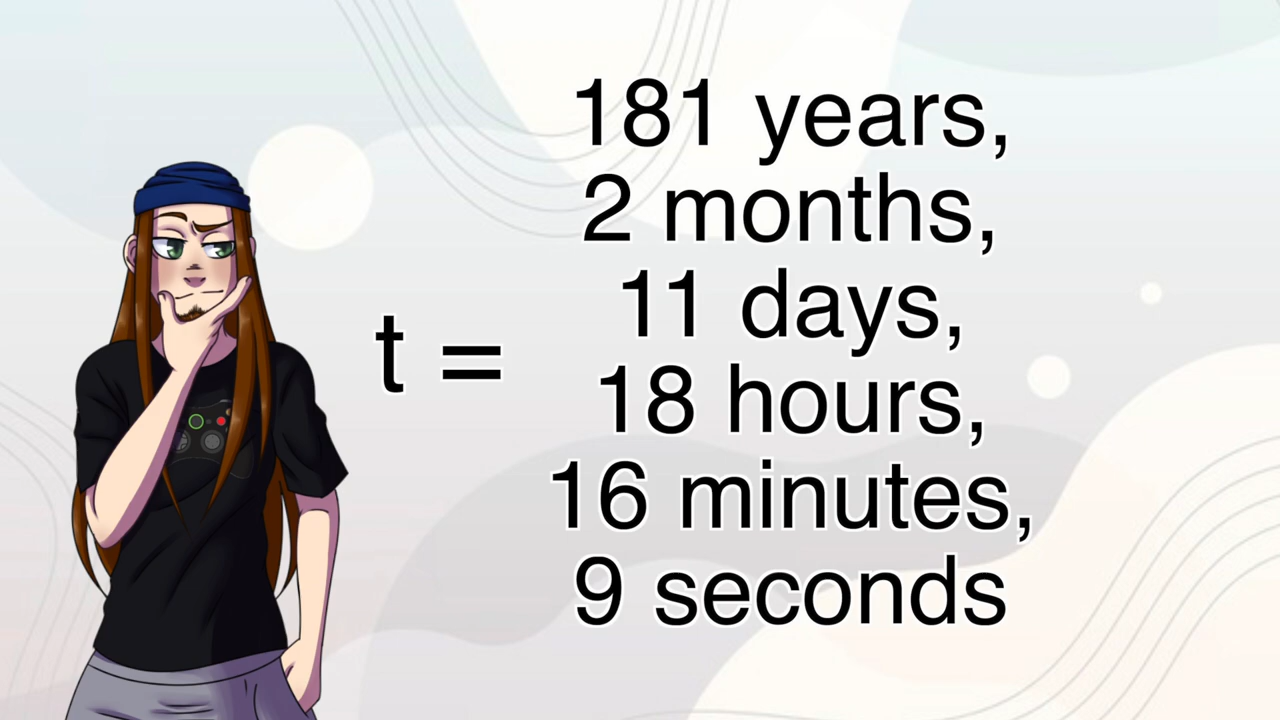 181 years,
2 months,
11 days,
t =
18 hours,
16 minutes,
9 seconds